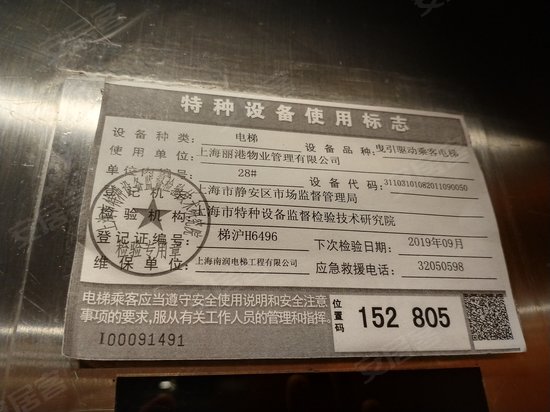 特种设备使用标志
设备种类: 电梯 设备品种: 曳引驱动乘客电梯
使用单位: 上海丽港物业管理有限公司
28# 设备代码: 31103101082011090050
登记机关 上海市静安区市场监督管理局
检验机构 上海市特种设备监督检验技术研究院
登记证编号: 梯沪H6496 下次检验日期: 2019年09月
维保单位: 上海南润电梯工程有限公司 应急救援电话: 32050598
电梯乘客应当遵守安全使用说明和安全注意
事项的要求,服从有关工作人员的管理和指挥。
位置码 152 805
I00091491
检验专用章
安居客